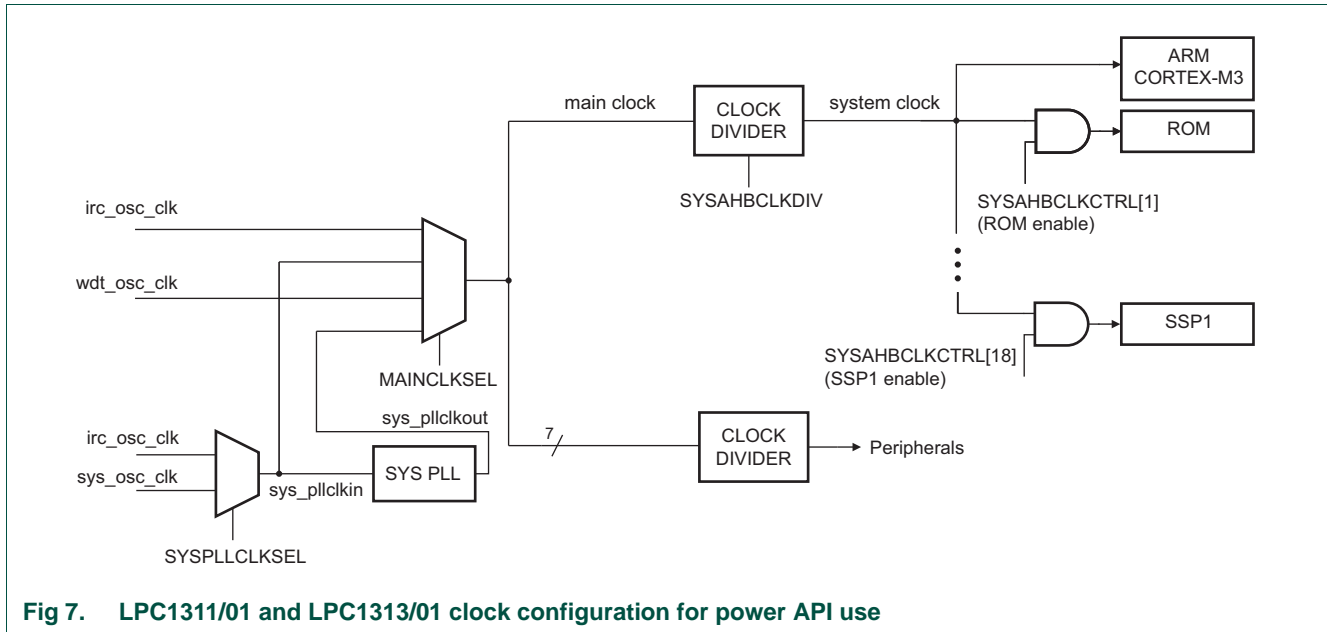 ARM
CORTEX-M3
main clock
CLOCK
DIVIDER
system clock
ROM
SYSAHBCLKDIV
SYSAHBCLKCTRL[1]
(ROM enable)
irc_osc_clk
wdt_osc_clk
SSP1
SYSAHBCLKCTRL[18]
(SSP1 enable)
MAINCLKSEL
sys_pllclkout
7
CLOCK
DIVIDER
Peripherals
irc_osc_clk
sys_osc_clk
SYS PLL
sys_pllclkin
SYSPLLCLKSEL
Fig 7. LPC1311/01 and LPC1313/01 clock configuration for power API use